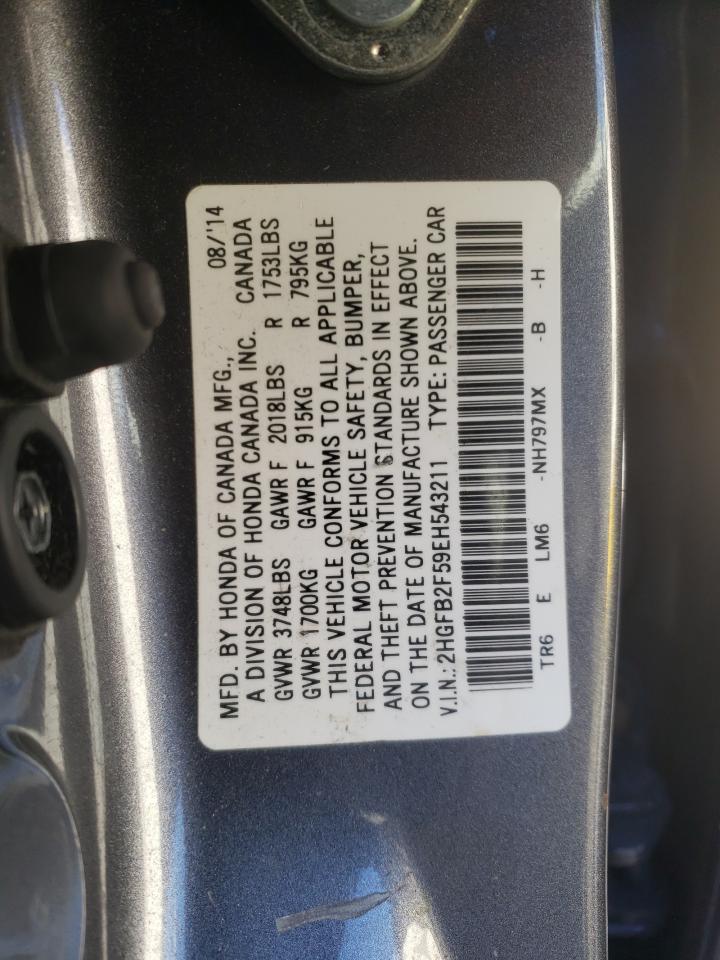 MFD. BY HONDA OF CANADA MFG., 08/'14
A DIVISION OF HONDA CANADA INC. CANADA
GVWR 3748LBS GAWR F 2018LBS R 1753LBS
GVWR 1700KG GAWR F 915KG R 795KG
THIS VEHICLE CONFORMS TO ALL APPLICABLE
FEDERAL MOTOR VEHICLE SAFETY, BUMPER,
AND THEFT PREVENTION STANDARDS IN EFFECT
ON THE DATE OF MANUFACTURE SHOWN ABOVE.
V.I.N.: 2HGFB2F59EH543211 TYPE: PASSENGER CAR
TR6 E LM6 -NH797MX -B -H